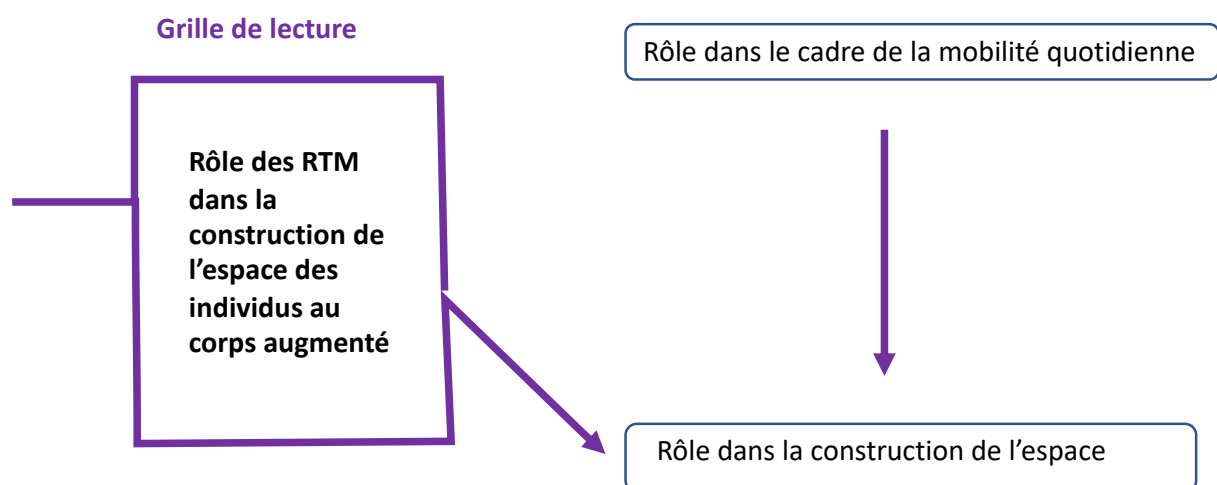 Grille de lecture
Rôle dans le cadre de la mobilité quotidienne
Rôle des RTM
dans la
construction de
l’espace des
individus au
corps augmenté
Rôle dans la construction de l’espace